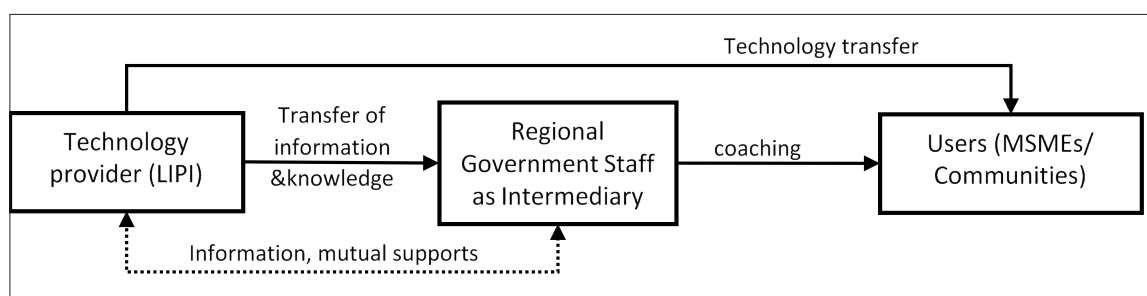 Technology transfer
Technology
provider (LIPI)
Transfer of
information
&knowledge
Regional
Government Staff
as Intermediary
coaching
Users (MSMEs/
Communities)
Information, mutual supports